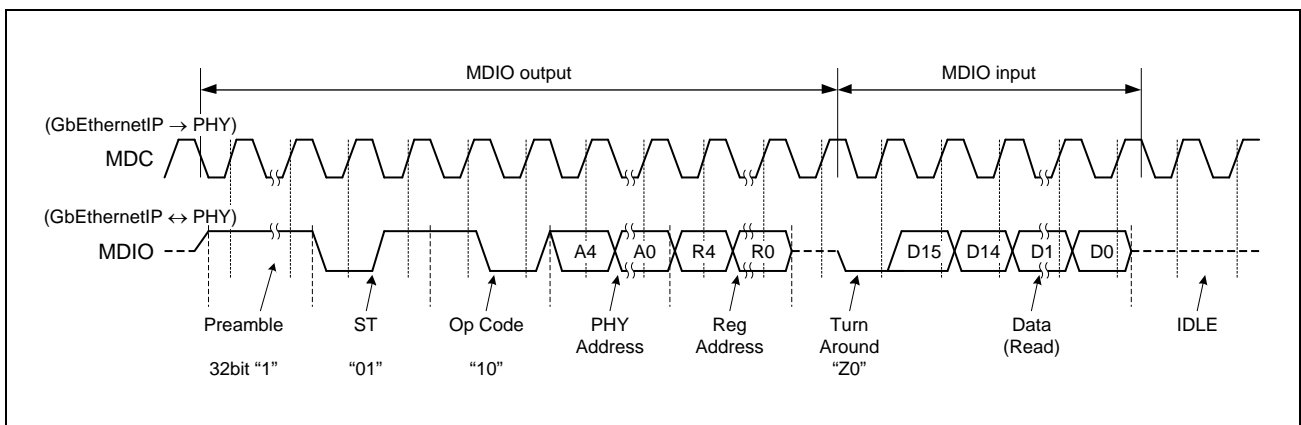 MDIO output
MDIO input
(GbEthernetIP → PHY)
MDC
(GbEthernetIP ↔ PHY)
MDIO
A4
A0
R4
R0
D15
D14
D1
D0
Preamble
ST
Op Code
PHY
Address
Reg
Address
Turn
Around
Data
(Read)
IDLE
32bit “1”
“01”
“10”
“Z0”